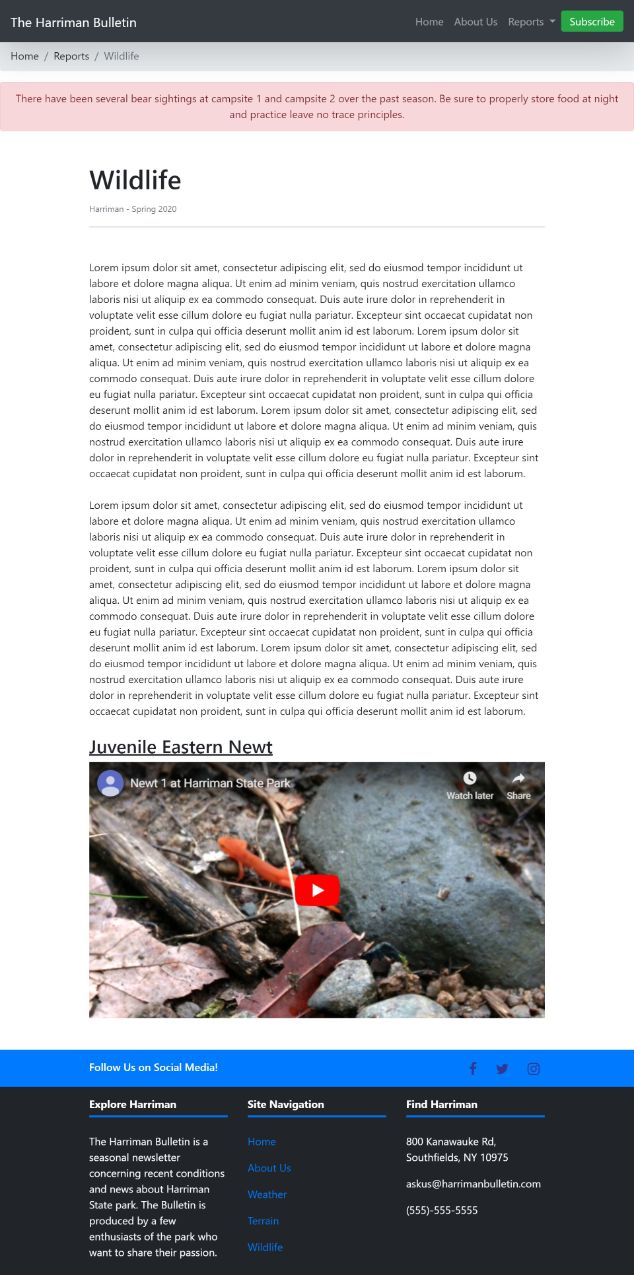 The Harriman Bulletin
Home About Us Reports Subscribe
Home / Reports / Wildlife
There have been several bear sightings at campsite 1 and campsite 2 over the past season. Be sure to properly store food at night
and practice leave no trace principles.
Wildlife
Harriman - Spring 2020
Lorem ipsum dolor sit amet, consectetur adipiscing elit, sed do eiusmod tempor incididunt ut
labore et dolore magna aliqua. Ut enim ad minim veniam, quis nostrud exercitation ullamco
laboris nisi ut aliquip ex ea commodo consequat. Duis aute irure dolor in reprehenderit in
voluptate velit esse cillum dolore eu fugiat nulla pariatur. Excepteur sint occaecat cupidatat non
proident, sunt in culpa qui officia deserunt mollit anim id est laborum. Lorem ipsum dolor sit
amet, consectetur adipiscing elit, sed do eiusmod tempor incididunt ut labore et dolore magna
aliqua. Ut enim ad minim veniam, quis nostrud exercitation ullamco laboris nisi ut aliquip ex ea
commodo consequat. Duis aute irure dolor in reprehenderit in voluptate velit esse cillum dolore
eu fugiat nulla pariatur. Excepteur sint occaecat cupidatat non proident, sunt in culpa qui officia
deserunt mollit anim id est laborum. Lorem ipsum dolor sit amet, consectetur adipiscing elit, sed
do eiusmod tempor incididunt ut labore et dolore magna aliqua. Ut enim ad minim veniam, quis
nostrud exercitation ullamco laboris nisi ut aliquip ex ea commodo consequat. Duis aute irure
dolor in reprehenderit in voluptate velit esse cillum dolore eu fugiat nulla pariatur. Excepteur sint
occaecat cupidatat non proident, sunt in culpa qui officia deserunt mollit anim id est laborum.
Lorem ipsum dolor sit amet, consectetur adipiscing elit, sed do eiusmod tempor incididunt ut
labore et dolore magna aliqua. Ut enim ad minim veniam, quis nostrud exercitation ullamco
laboris nisi ut aliquip ex ea commodo consequat. Duis aute irure dolor in reprehenderit in
voluptate velit esse cillum dolore eu fugiat nulla pariatur. Excepteur sint occaecat cupidatat non
proident, sunt in culpa qui officia deserunt mollit anim id est laborum. Lorem ipsum dolor sit
amet, consectetur adipiscing elit, sed do eiusmod tempor incididunt ut labore et dolore magna
aliqua. Ut enim ad minim veniam, quis nostrud exercitation ullamco laboris nisi ut aliquip ex ea
commodo consequat. Duis aute irure dolor in reprehenderit in voluptate velit esse cillum dolore
eu fugiat nulla pariatur. Excepteur sint occaecat cupidatat non proident, sunt in culpa qui officia
deserunt mollit anim id est laborum. Lorem ipsum dolor sit amet, consectetur adipiscing elit, sed
do eiusmod tempor incididunt ut labore et dolore magna aliqua. Ut enim ad minim veniam, quis
nostrud exercitation ullamco laboris nisi ut aliquip ex ea commodo consequat. Duis aute irure
dolor in reprehenderit in voluptate velit esse cillum dolore eu fugiat nulla pariatur. Excepteur sint
occaecat cupidatat non proident, sunt in culpa qui officia deserunt mollit anim id est laborum.
Juvenile Eastern Newt
Newt 1 at Harriman State Park
Watch later Share
Follow Us on Social Media!
Explore Harriman
The Harriman Bulletin is a
seasonal newsletter
concerning recent conditions
and news about Harriman
State park. The Bulletin is
produced by a few
enthusiasts of the park who
want to share their passion.
Site Navigation
Home
About Us
Weather
Terrain
Wildlife
Find Harriman
800 Kanawauke Rd,
Southfields, NY 10975
askus@harrimanbulletin.com
(555)-555-5555